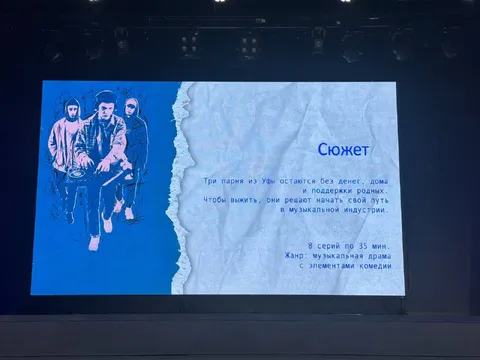 Сюжет
Три парня из Уфы остаются без денег, дома
и поддержки родных.
Чтобы выжить, они решают начать свой путь
в музыкальной индустрии.
8 серий по 35 мин.
Жанр: музыкальная драма
с элементами комедии